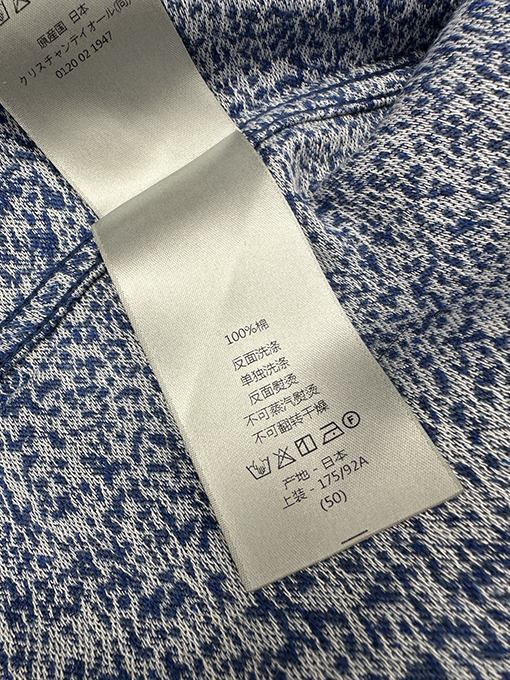 原産国 日本
クリスチャンディオール(同)
0120 02 1947
100%棉
反面洗涤
单独洗涤
反面熨烫
不可蒸汽熨烫
不可翻转干燥
F
产地 - 日本
上装 - 175/92A
(50)